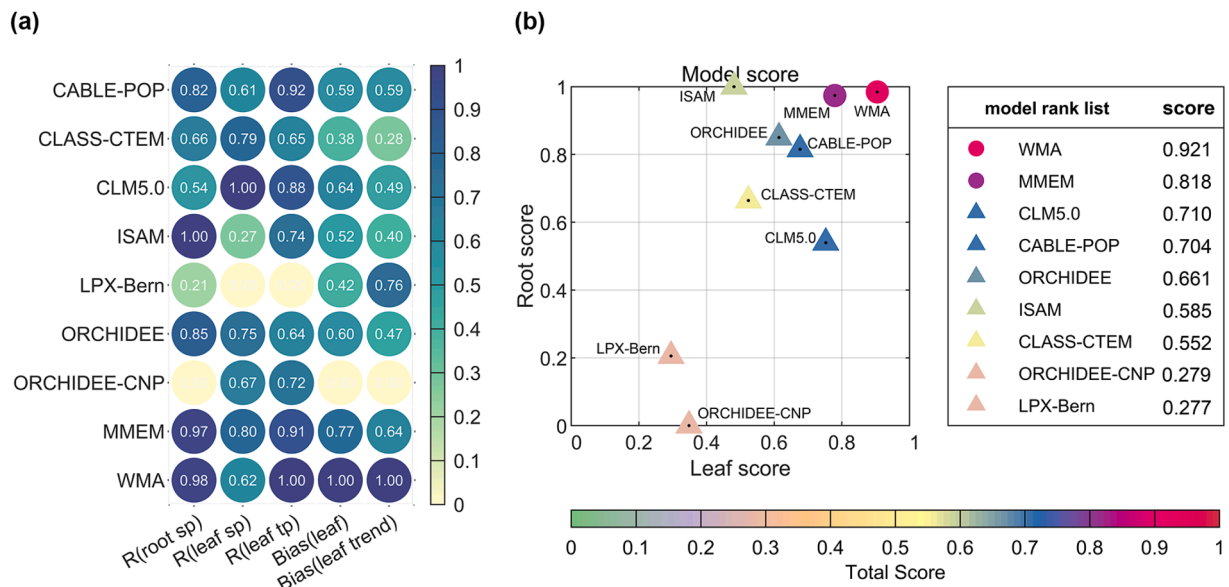 (a)
CABLE-POP 0.82 0.61 0.92 0.59 0.59
CLASS-CTEM 0.66 0.79 0.65 0.38 0.28
CLM5.0 0.54 1.00 0.88 0.64 0.49
ISAM 1.00 0.27 0.74 0.52 0.40
LPX-Bern 0.21 0.42 0.76
ORCHIDEE 0.85 0.75 0.64 0.60 0.47
ORCHIDEE-CNP 0.67 0.72
MMEM 0.97 0.80 0.91 0.77 0.64
WMA 0.98 0.62 1.00 1.00 1.00
R(root sp)
R(leaf sp)
R(leaf tp)
Bias(leaf)
Bias(leaf trend)
1
0.9
0.8
0.7
0.6
0.5
0.4
0.3
0.2
0.1
0
(b)
Model score
Root score
1
0.8
0.6
0.4
0.2
0
ISAM
MMEM
WMA
ORCHIDEE
CABLE-POP
CLASS-CTEM
CLM5.0
LPX-Bern
ORCHIDEE-CNP
0 0.2 0.4 0.6 0.8 1
Leaf score
model rank list score
WMA 0.921
MMEM 0.818
CLM5.0 0.710
CABLE-POP 0.704
ORCHIDEE 0.661
ISAM 0.585
CLASS-CTEM 0.552
ORCHIDEE-CNP 0.279
LPX-Bern 0.277
0 0.1 0.2 0.3 0.4 0.5 0.6 0.7 0.8 0.9 1
Total Score